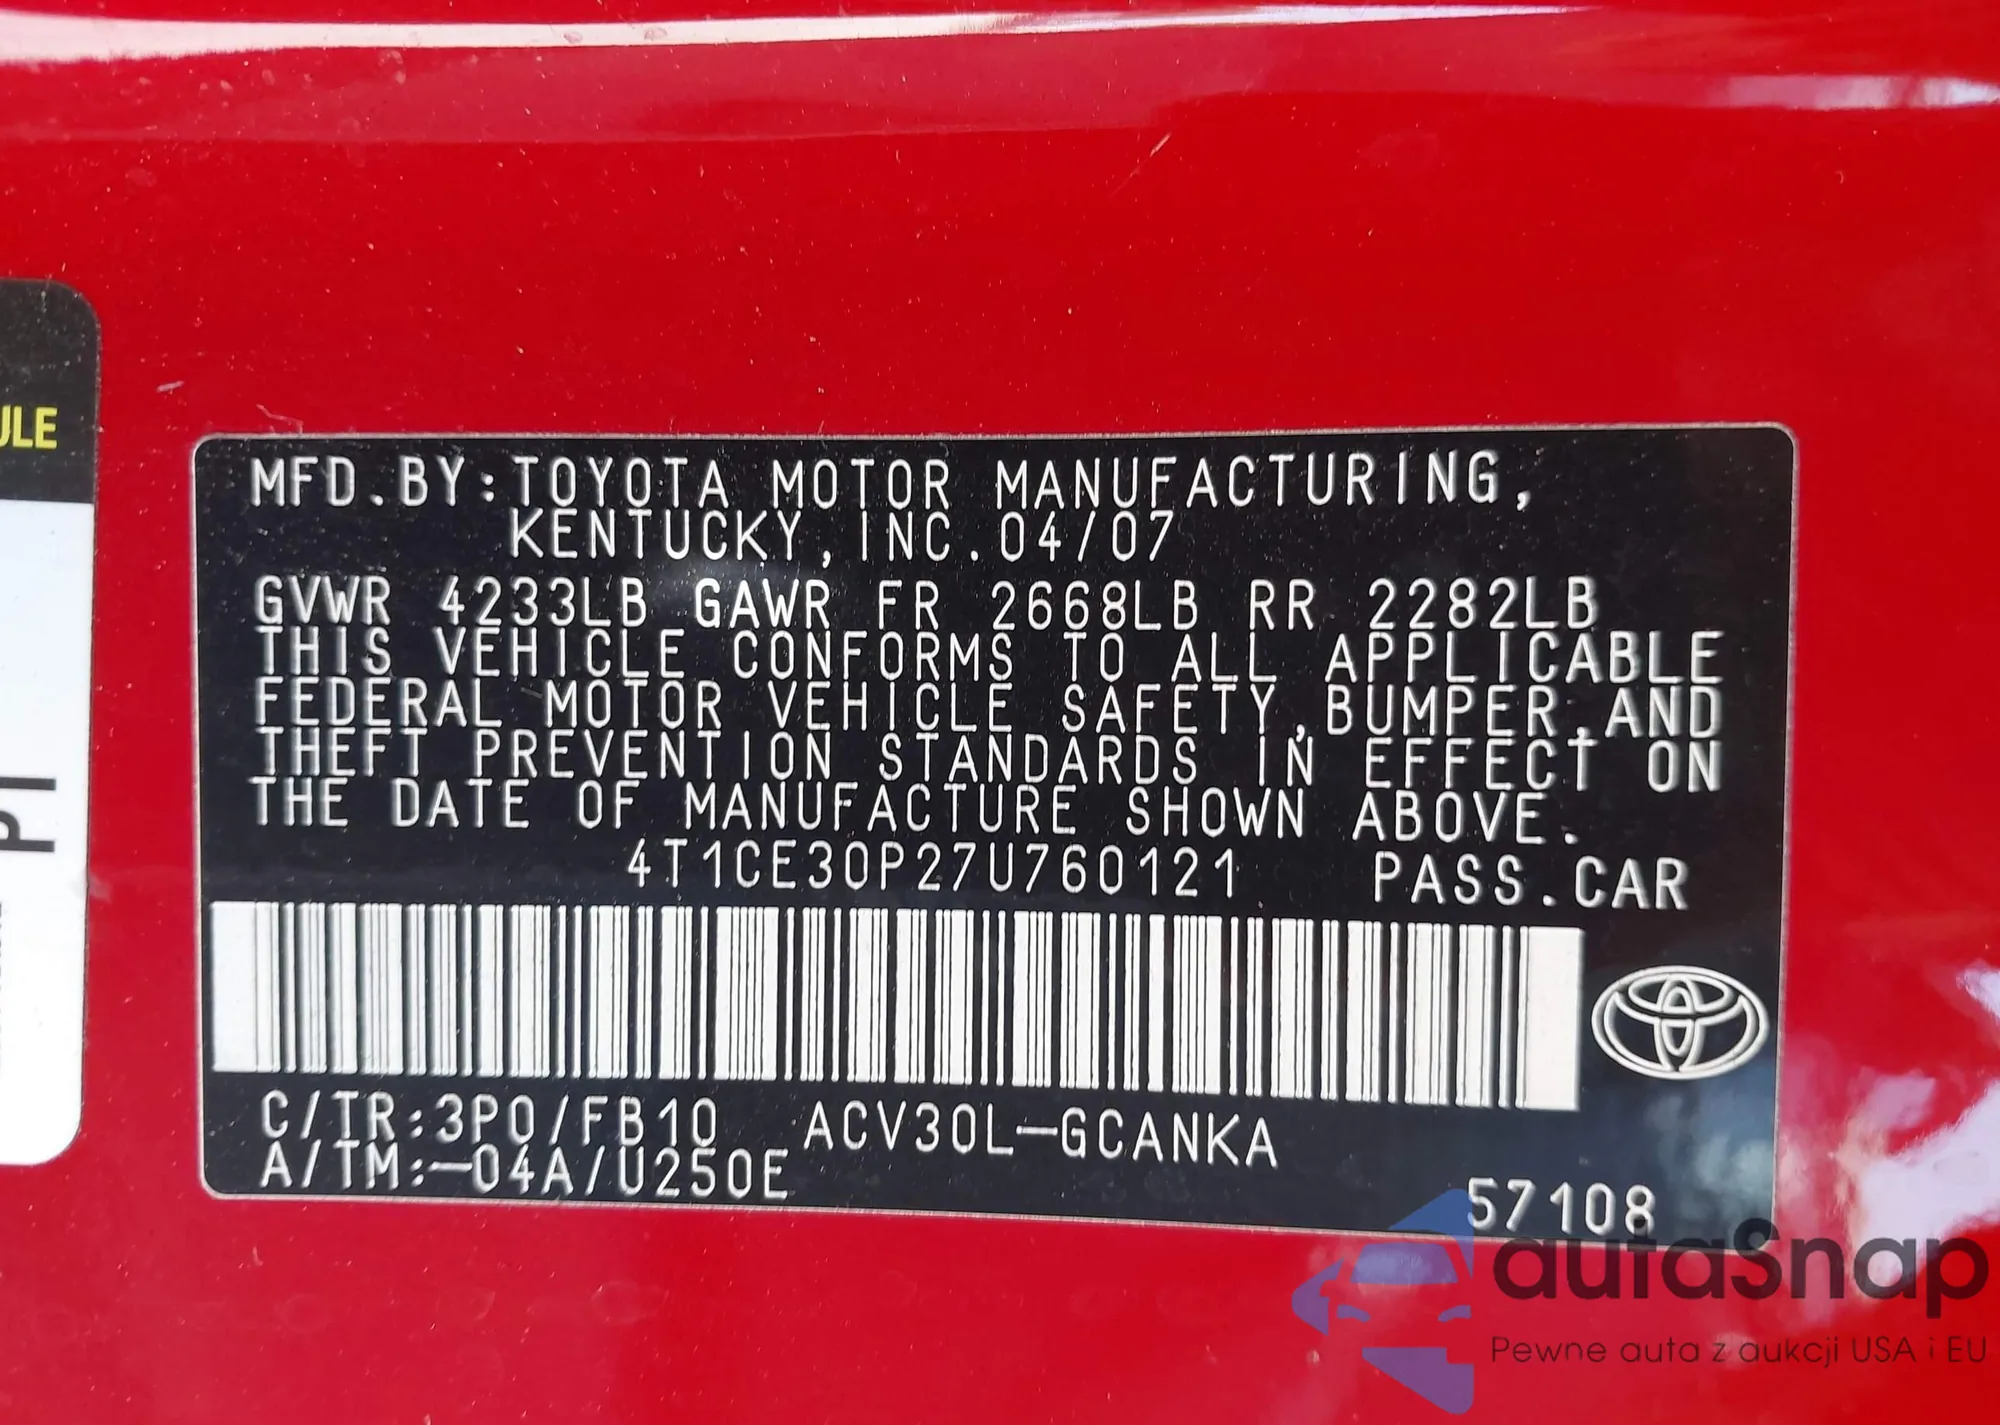 ULE
PI
MFD.BY:TOYOTA MOTOR MANUFACTURING,
KENTUCKY,INC.04/07
GVWR 4233LB GAWR FR 2668LB RR 2282LB
THIS VEHICLE CONFORMS TO ALL APPLICABLE
FEDERAL MOTOR VEHICLE SAFETY,BUMPER,AND
THEFT PREVENTION STANDARDS IN EFFECT ON
THE DATE OF MANUFACTURE SHOWN ABOVE.
4T1CE30P27U760121 PASS.CAR
C/TR:3P0/FB10 ACV30L-GCANKA
A/TM:-04A/U250E
57108
autaSnap
Pewne auta z aukcji USA i EU